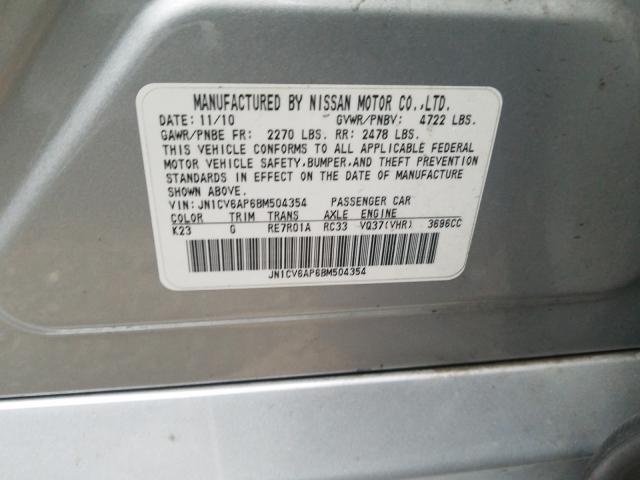 MANUFACTURED BY NISSAN MOTOR CO.,LTD.
DATE: 11/10 GVWR/PNBV: 4722 LBS.
GAWR/PNBE FR: 2270 LBS. RR: 2478 LBS.
THIS VEHICLE CONFORMS TO ALL APPLICABLE FEDERAL
MOTOR VEHICLE SAFETY, BUMPER, AND THEFT PREVENTION
STANDARDS IN EFFECT ON THE DATE OF MANUFACTURE
SHOWN ABOVE.
VIN: JN1CV6AP6BM504354 PASSENGER CAR
COLOR TRIM TRANS AXLE ENGINE
K23 G RE7R01A RC33 VQ37(VHR) 3696CC
JN1CV6AP6BM504354